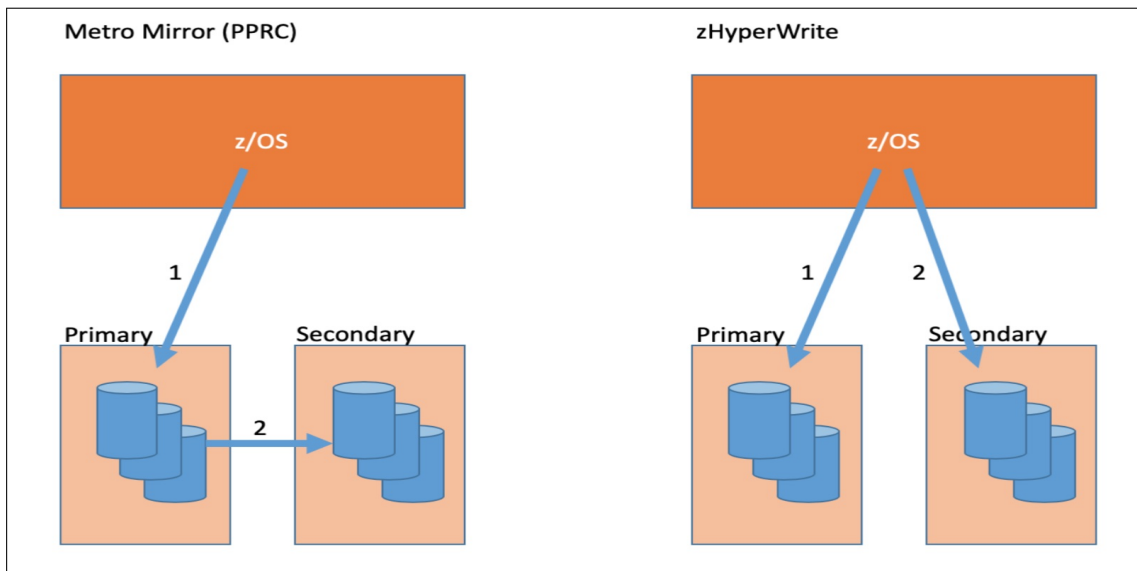 Metro Mirror (PPRC)
z/OS
1
Primary
Secondary
2
zHyperWrite
z/OS
1
2
Primary
Secondary